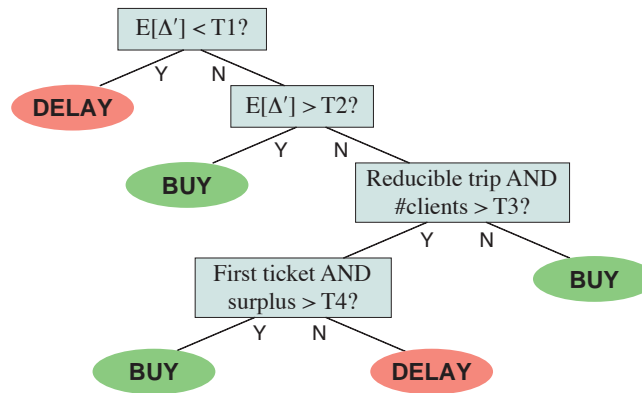 E[Δ′] < T1?
Y N
DELAY
E[Δ′] > T2?
Y N
BUY
Reducible trip AND
#clients > T3?
Y N
First ticket AND
surplus > T4?
BUY
Y N
BUY
DELAY